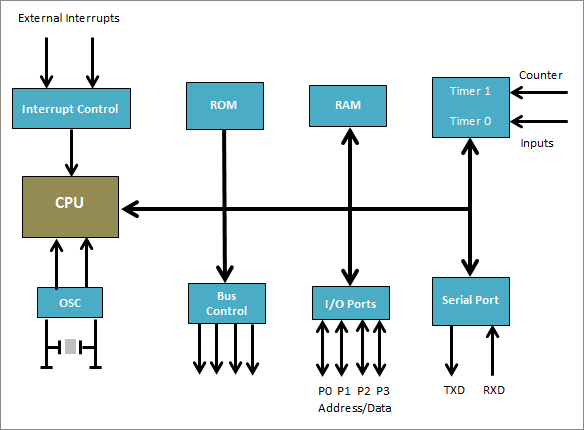 External Interrupts
Interrupt Control
ROM
RAM
Timer 1
Timer 0
Counter
Inputs
CPU
OSC
Bus
Control
I/O Ports
Serial Port
P0 P1 P2 P3
Address/Data
TXD
RXD